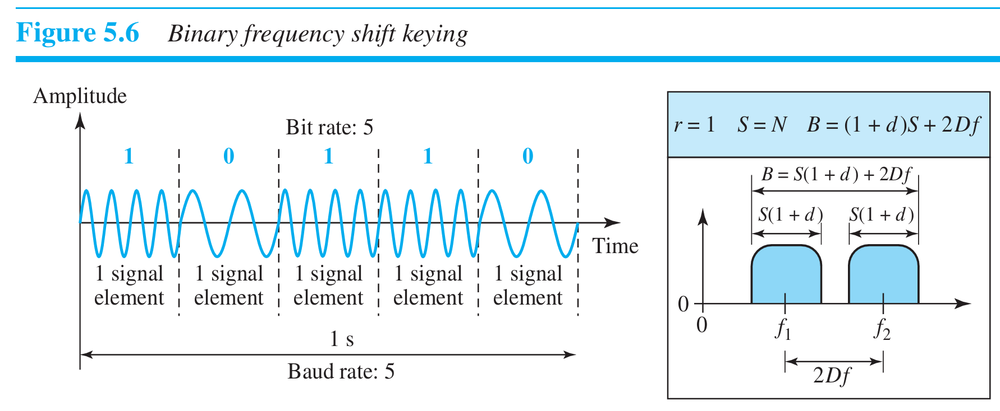 Figure 5.6 Binary frequency shift keying
Amplitude
Bit rate: 5
1 0 1 1 0
Time
1 signal element
1 signal element
1 signal element
1 signal element
1 signal element
1 s
Baud rate: 5
r = 1 S = N B = (1 + d)S + 2Df
B = S(1 + d) + 2Df
S(1 + d) S(1 + d)
0
0 f1 f2
2Df